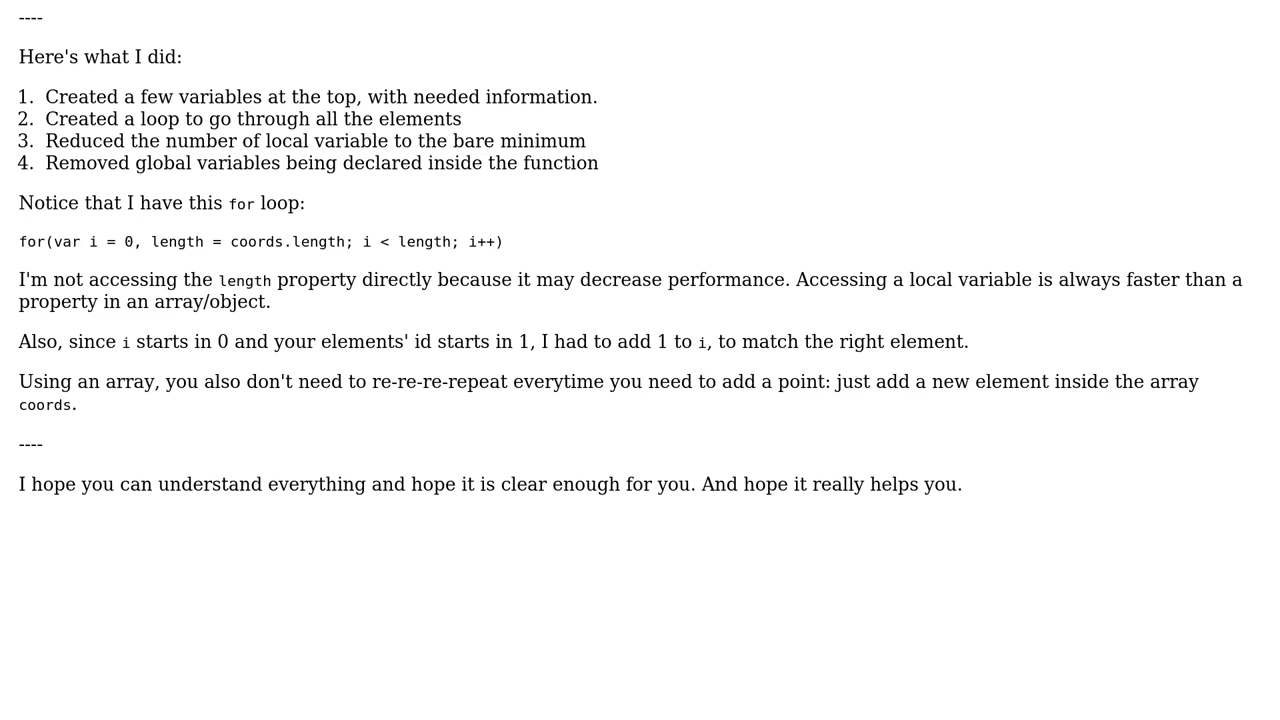 ----
Here's what I did:
1. Created a few variables at the top, with needed information.
2. Created a loop to go through all the elements
3. Reduced the number of local variable to the bare minimum
4. Removed global variables being declared inside the function
Notice that I have this for loop:
for(var i = 0, length = coords.length; i < length; i++)
I'm not accessing the length property directly because it may decrease performance. Accessing a local variable is always faster than a
property in an array/object.
Also, since i starts in 0 and your elements' id starts in 1, I had to add 1 to i, to match the right element.
Using an array, you also don't need to re-re-re-repeat everytime you need to add a point: just add a new element inside the array
coords.
----
I hope you can understand everything and hope it is clear enough for you. And hope it really helps you.